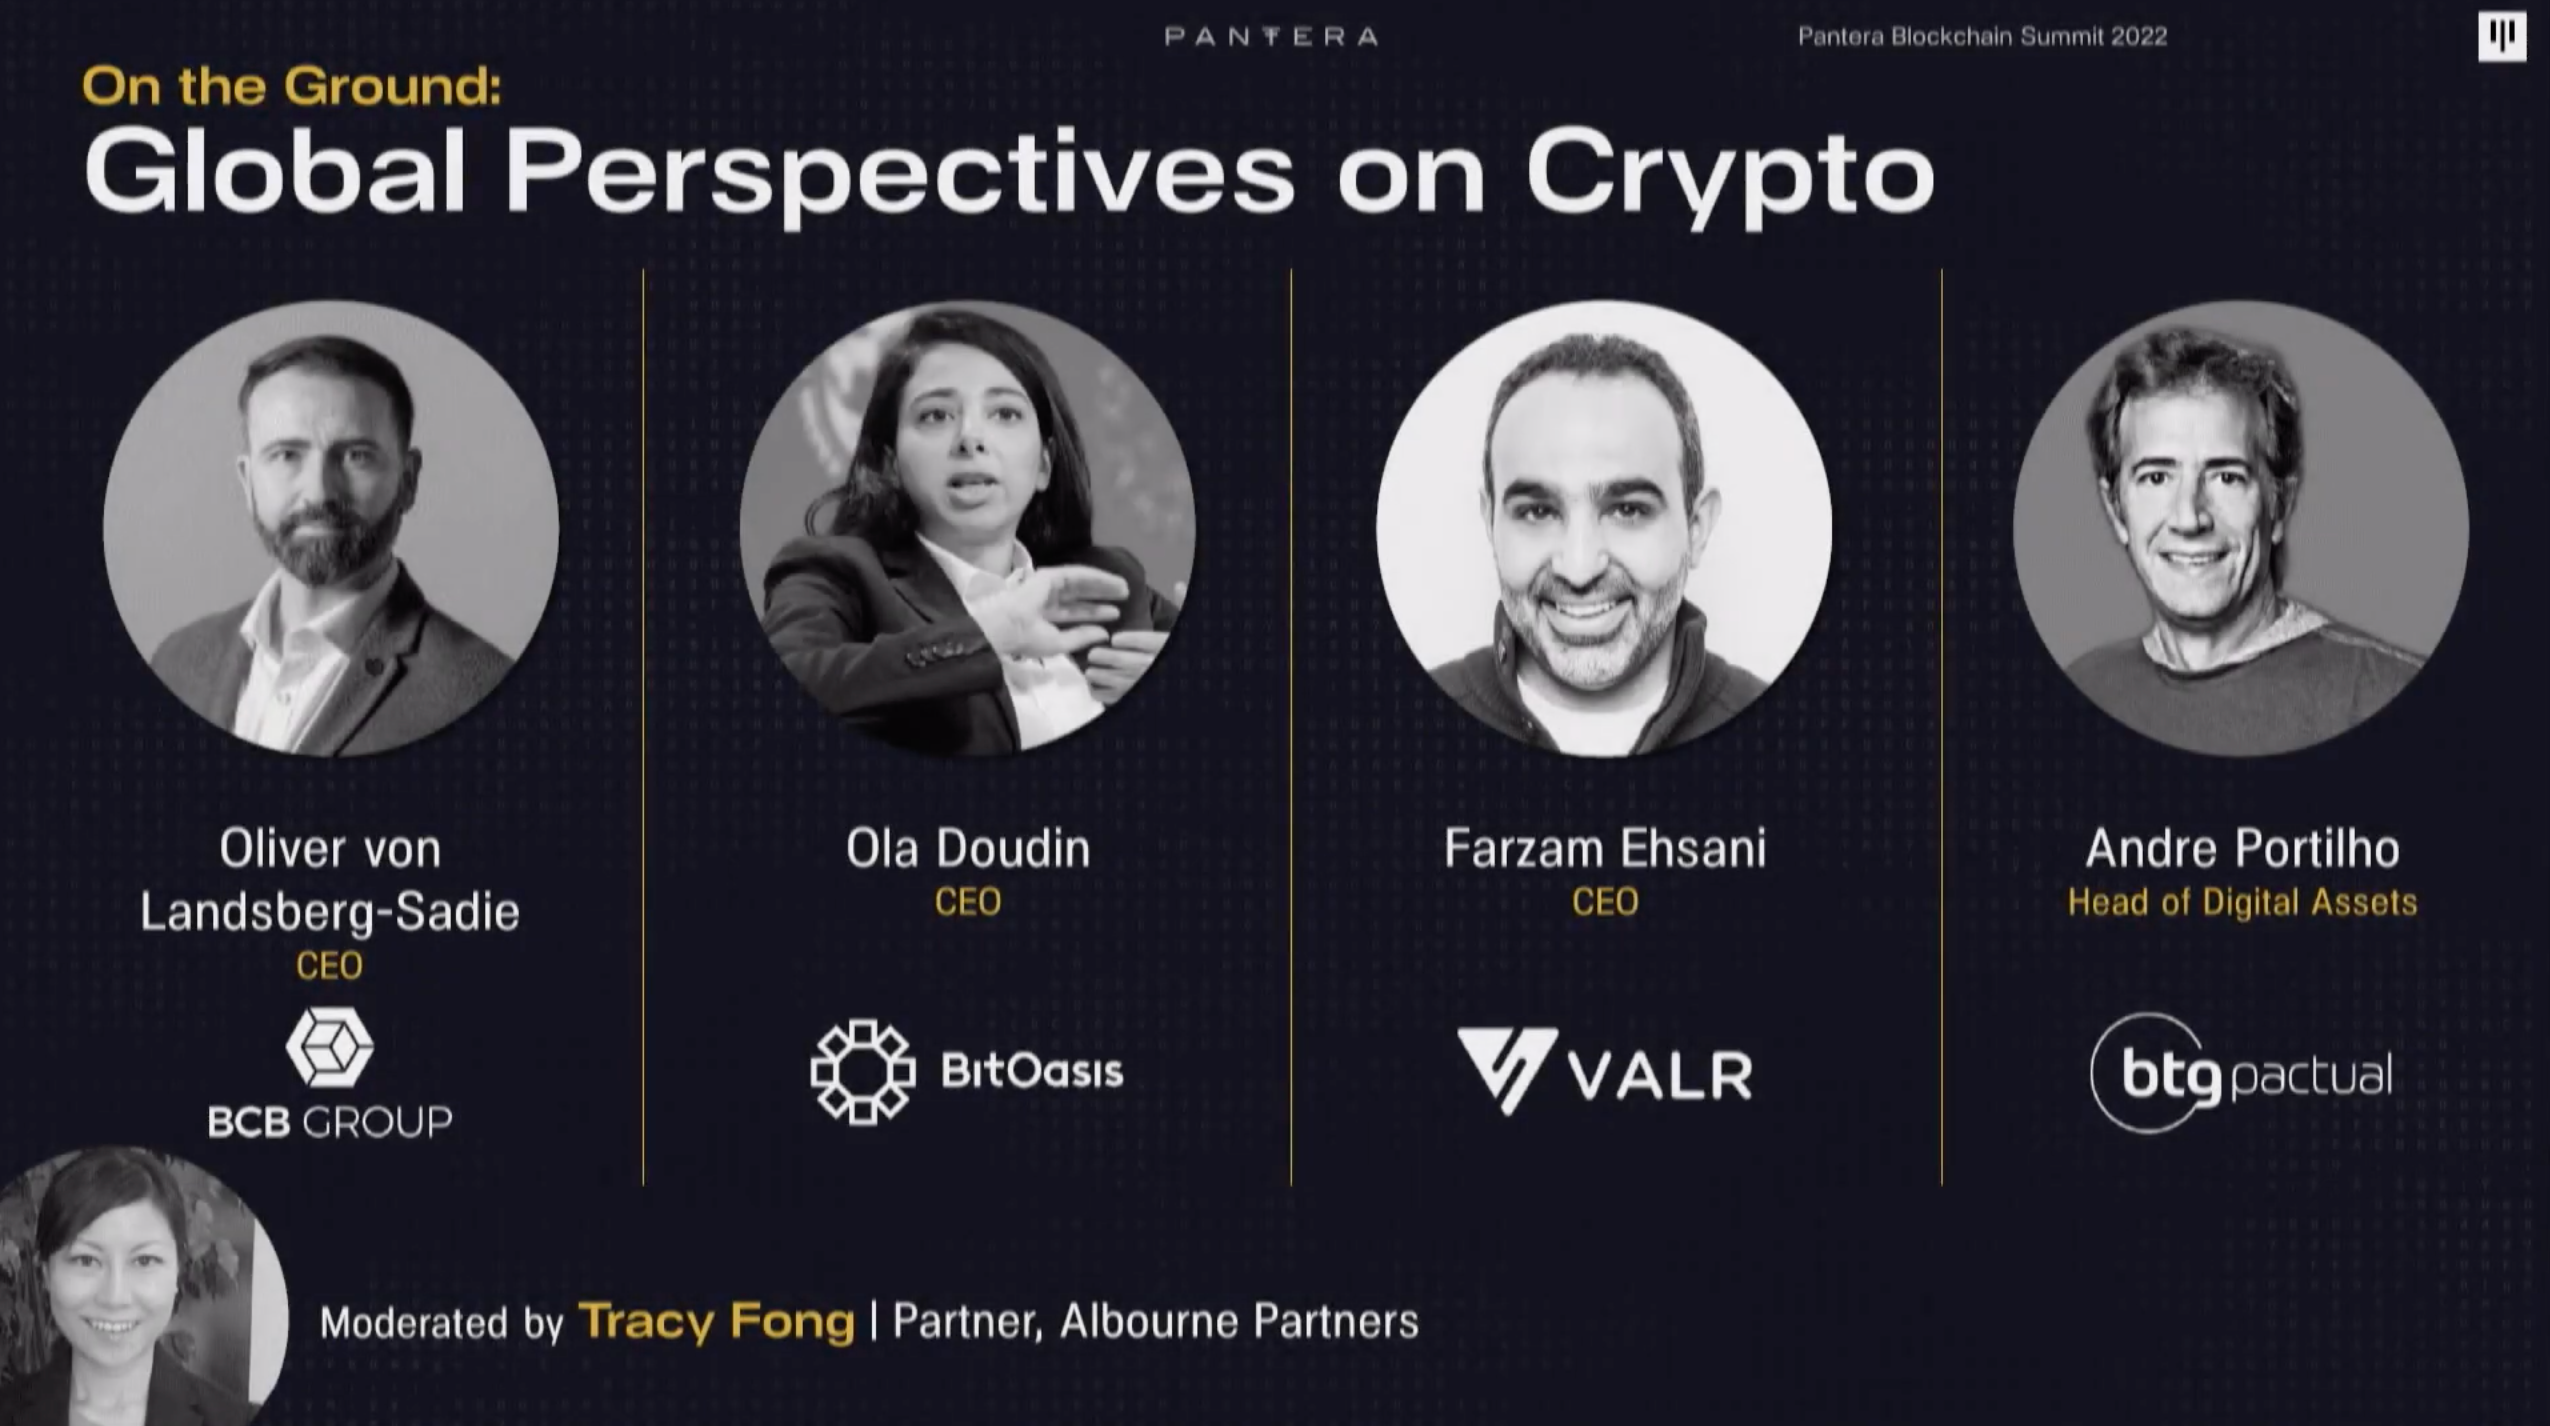 PANTERA
Pantera Blockchain Summit 2022
On the Ground:
Global Perspectives on Crypto
Oliver von
Landsberg-Sadie
CEO
BCB GROUP
Ola Doudin
CEO
BitOasis
Farzam Ehsani
CEO
VALR
Andre Portilho
Head of Digital Assets
btg pactual
Moderated by Tracy Fong | Partner, Albourne Partners